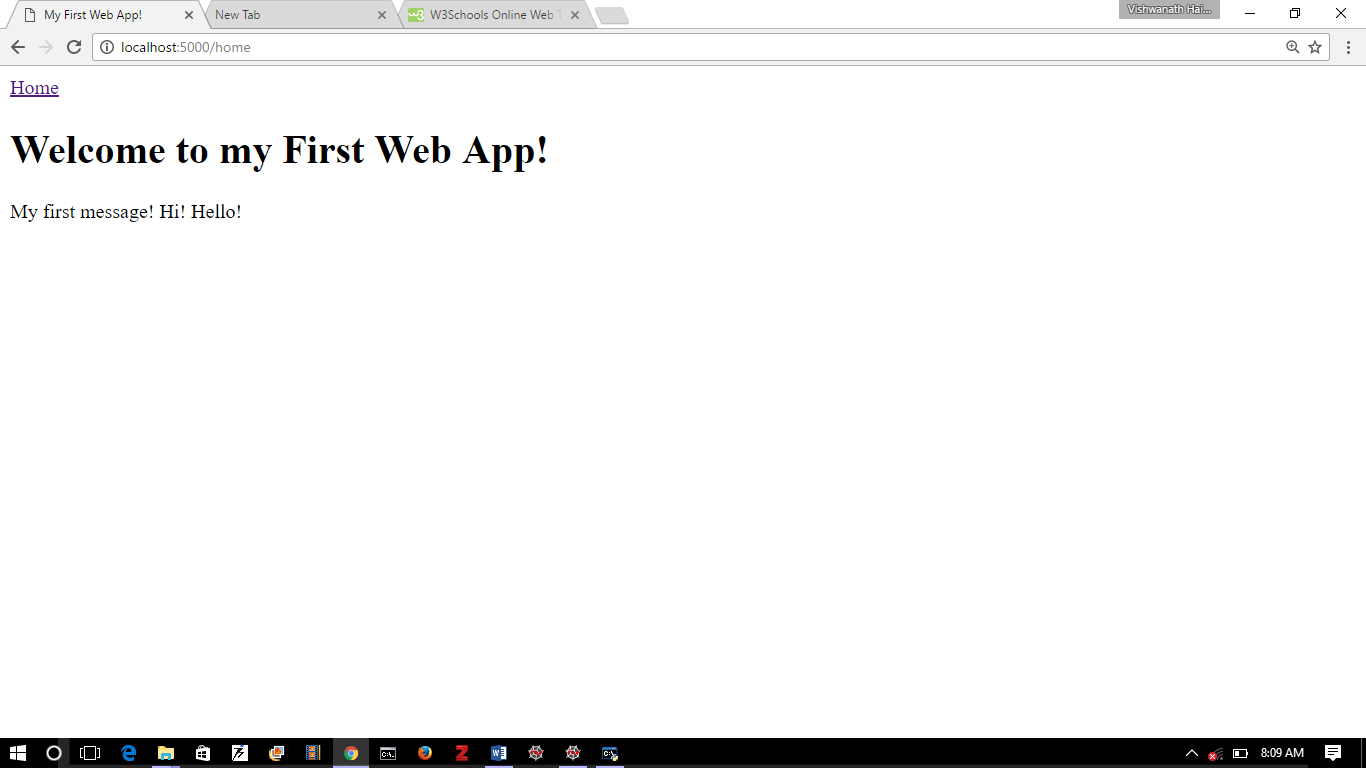 My First Web App!
New Tab
W3Schools Online Web T
Vishwanath Hai...
localhost:5000/home
Home
Welcome to my First Web App!
My first message! Hi! Hello!
8:09 AM